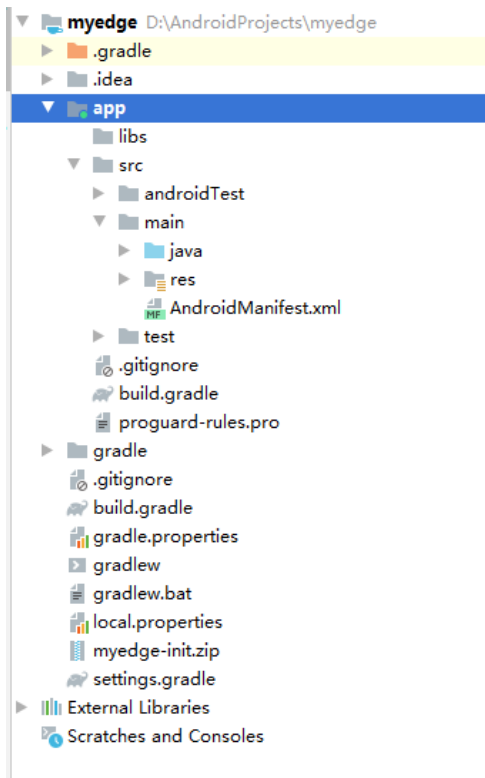 myedge D:\AndroidProjects\myedge
.gradle
.idea
app
libs
src
androidTest
main
java
res
MF AndroidManifest.xml
test
.gitignore
build.gradle
proguard-rules.pro
gradle
.gitignore
build.gradle
gradle.properties
gradlew
gradlew.bat
local.properties
myedge-init.zip
settings.gradle
External Libraries
Scratches and Consoles